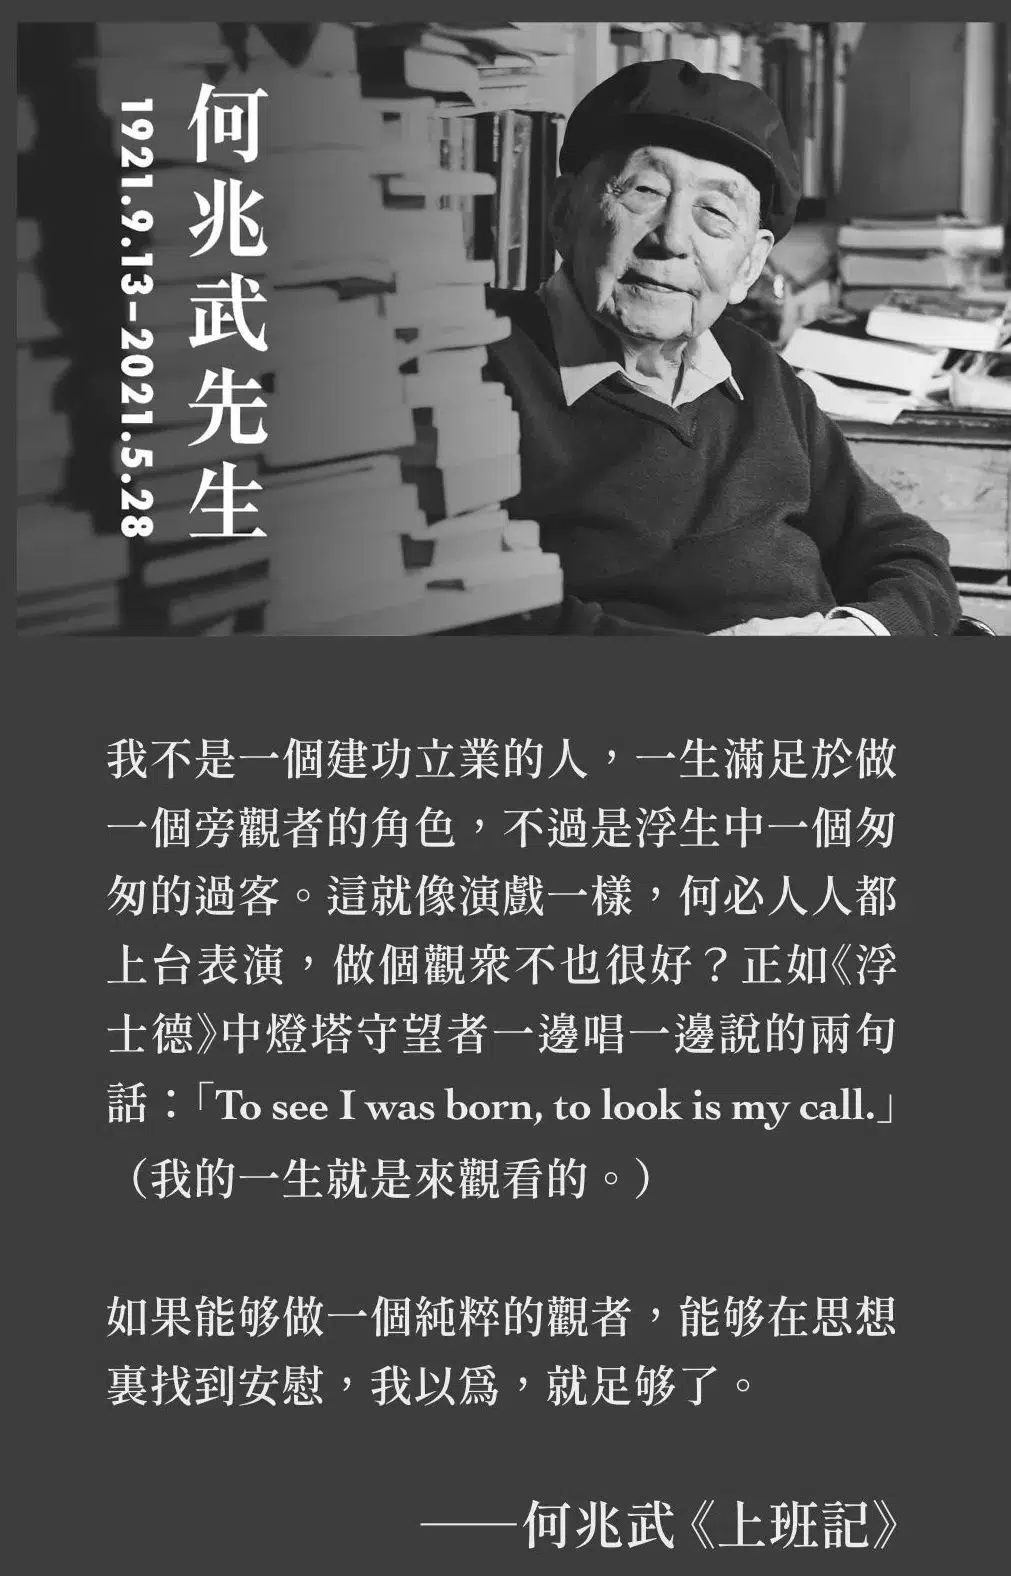 何兆武先生
1921.9.13-2021.5.28
我不是一個建功立業的人，一生滿足於做
一個旁觀者的角色，不過是浮生中一個匆
匆的過客。這就像演戲一樣，何必人人都
上台表演，做個觀衆不也很好？正如《浮
士德》中燈塔守望者一邊唱一邊說的兩句
話：「To see I was born, to look is my call.」
（我的一生就是來觀看的。）
如果能够做一個純粹的觀者，能够在思想
裏找到安慰，我以爲，就足够了。
——何兆武《上班記》